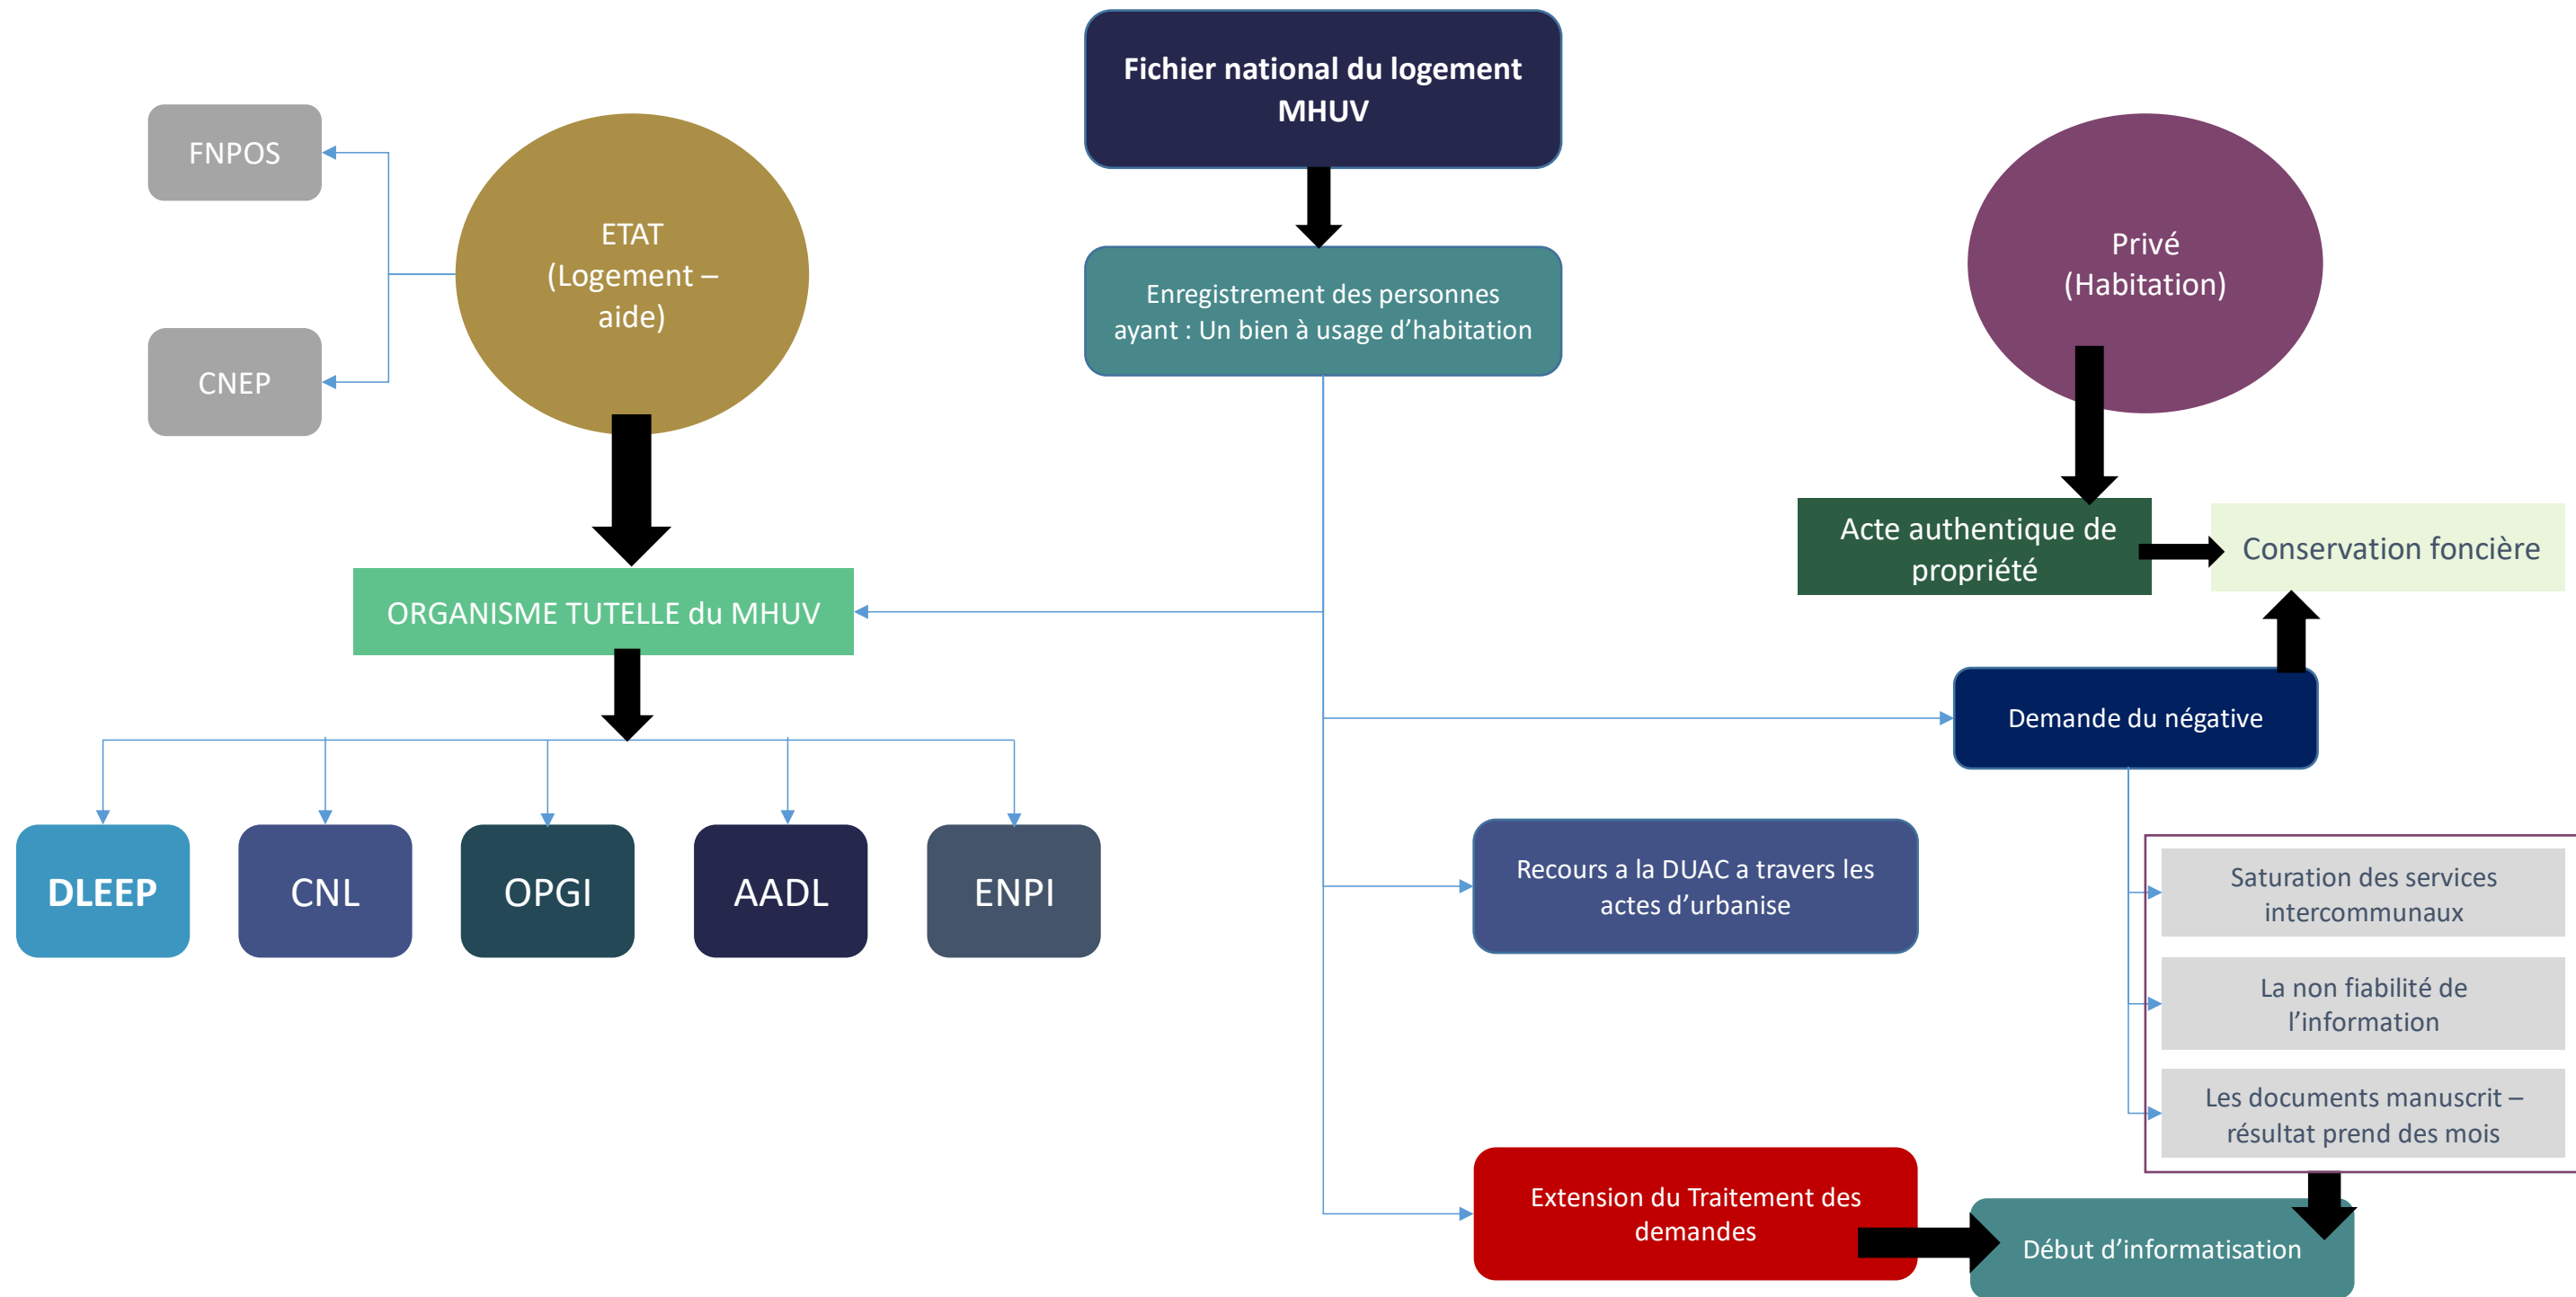 Fichier national du logement
MHUV
FNPOS
CNEP
ETAT
(Logement –
aide)
Enregistrement des personnes
ayant : Un bien à usage d’habitation
Privé
(Habitation)
Acte authentique de
propriété
Conservation foncière
ORGANISME TUTELLE du MHUV
Demande du négative
DLEEP
CNL
OPGI
AADL
ENPI
Recours a la DUAC a travers les
actes d’urbanise
Saturation des services
intercommunaux
La non fiabilité de
l’information
Les documents manuscrit –
résultat prend des mois
Extension du Traitement des
demandes
Début d’informatisation